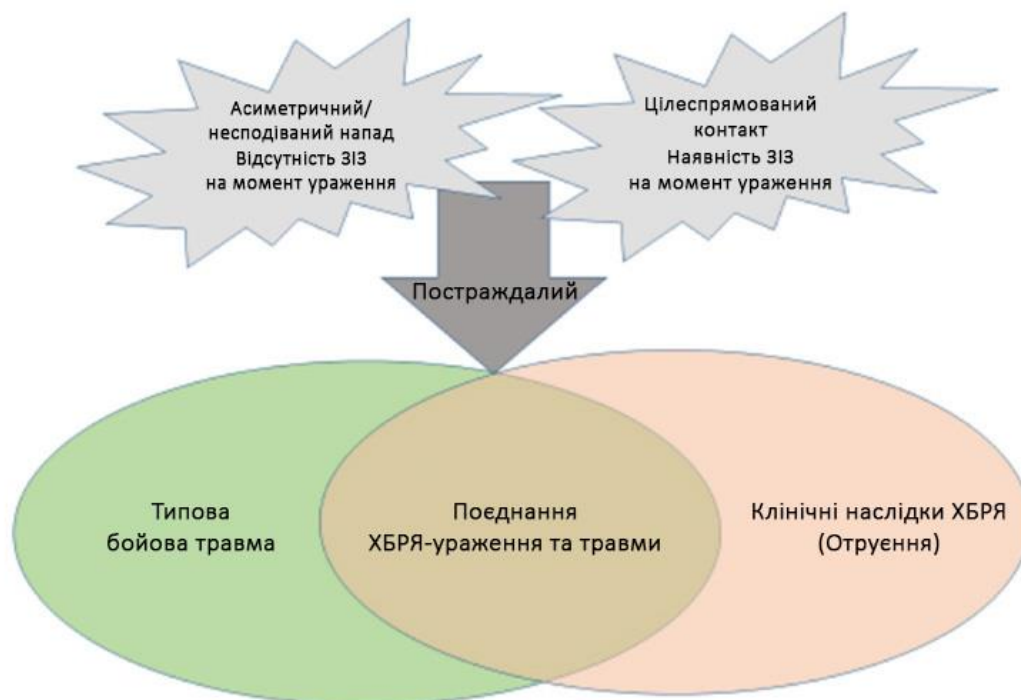 Асиметричний/
несподіваний напад
Відсутність ЗІЗ
на момент ураження
Цілеспрямований
контакт
Наявність ЗІЗ
на момент ураження
Постраждалий
Типова
бойова травма
Поєднання
ХБРЯ-ураження та травми
Клінічні наслідки ХБРЯ
(Отруєння)